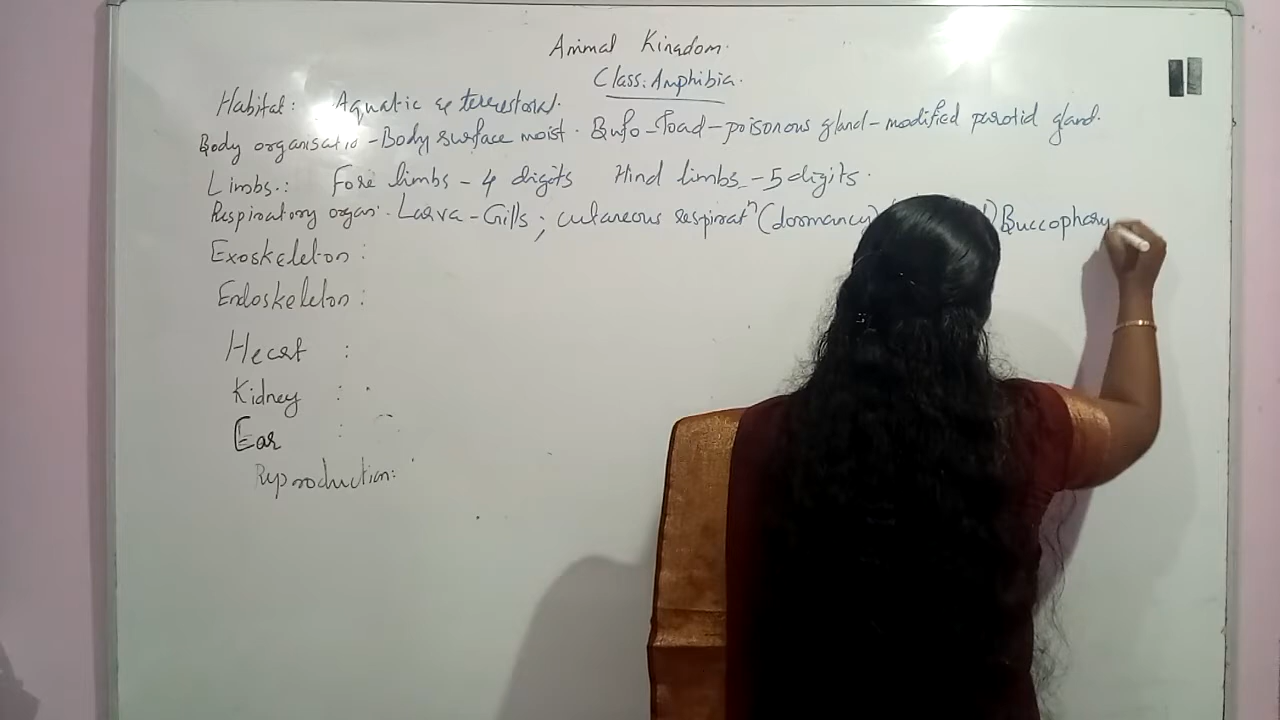 Animal Kingdom.
Class: Amphibia.
Habitat: Aquatic & terrestorial.
Body organisatio - Body surface moist. Bufo - Toad - poisonous gland - modified parotid gland.
Limbs.: Fore limbs - 4 digits Hind limbs - 5 digits.
Respiratory organ. Larva - Gills; cutaneous respiratⁿ (dormancy) Buccophary
Exoskeleton:
Endoskeleton:
Heart :
Kidney :
Ear :
Reproduction: